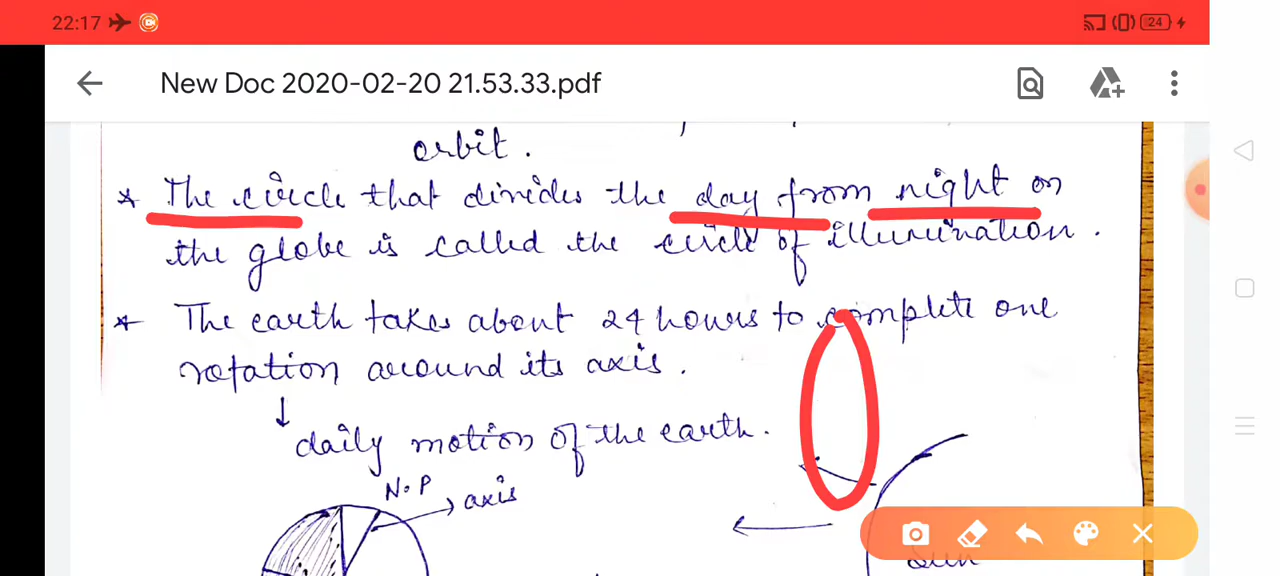 22:17
24
New Doc 2020-02-20 21.53.33.pdf
orbit.
* The circle that divides the day from night on
the globe is called the circle of illumination.
* The earth takes about 24 hours to complete one
rotation around its axis.
↓
daily motion of the earth.
N.P
→ axis
Sun